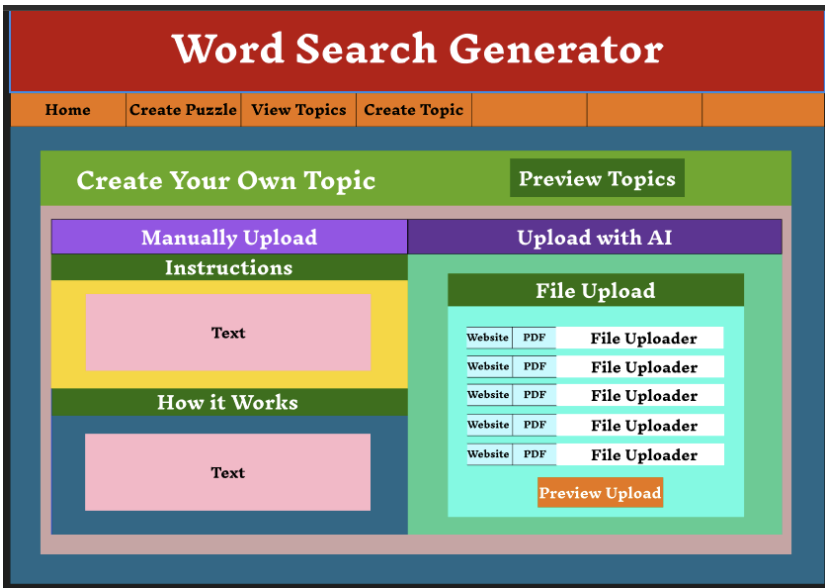 Word Search Generator
Home Create Puzzle View Topics Create Topic
Create Your Own Topic Preview Topics
Manually Upload Upload with AI
Instructions
Text
How it Works
Text
File Upload
Website PDF File Uploader
Website PDF File Uploader
Website PDF File Uploader
Website PDF File Uploader
Website PDF File Uploader
Preview Upload